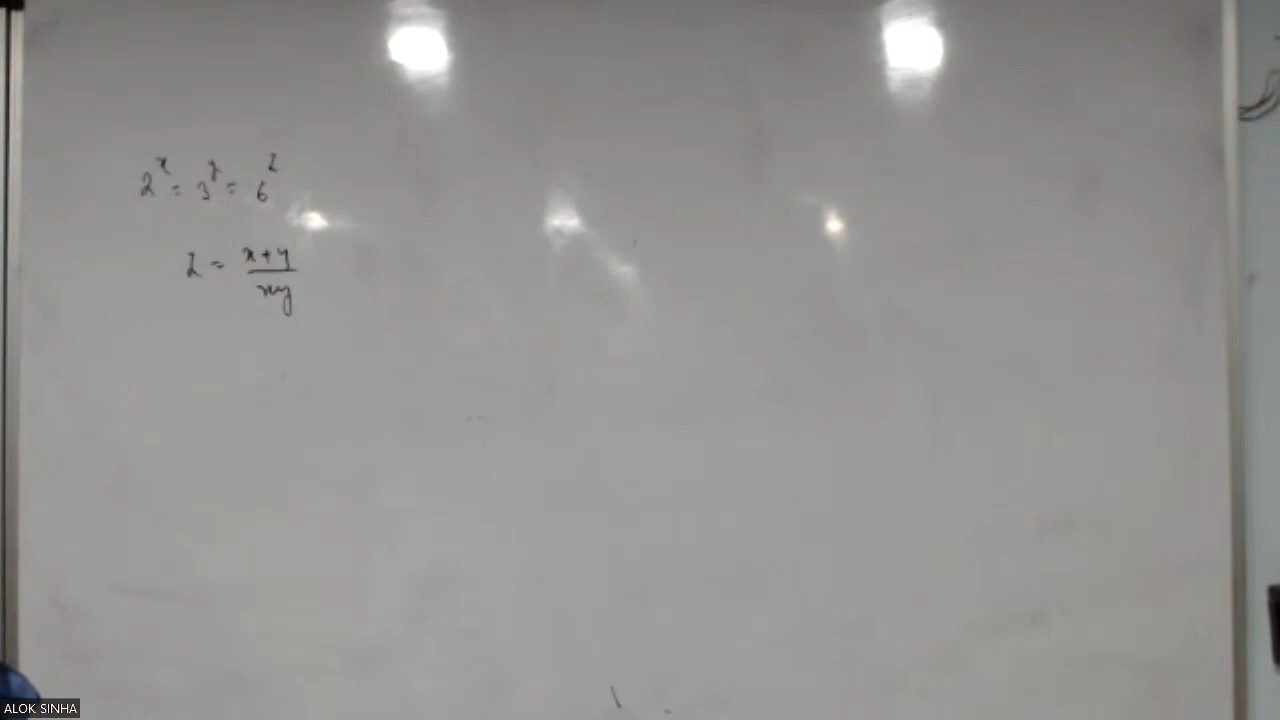 2^x = 3^y = 6^z
z = x+y/xy
ALOK SINHA